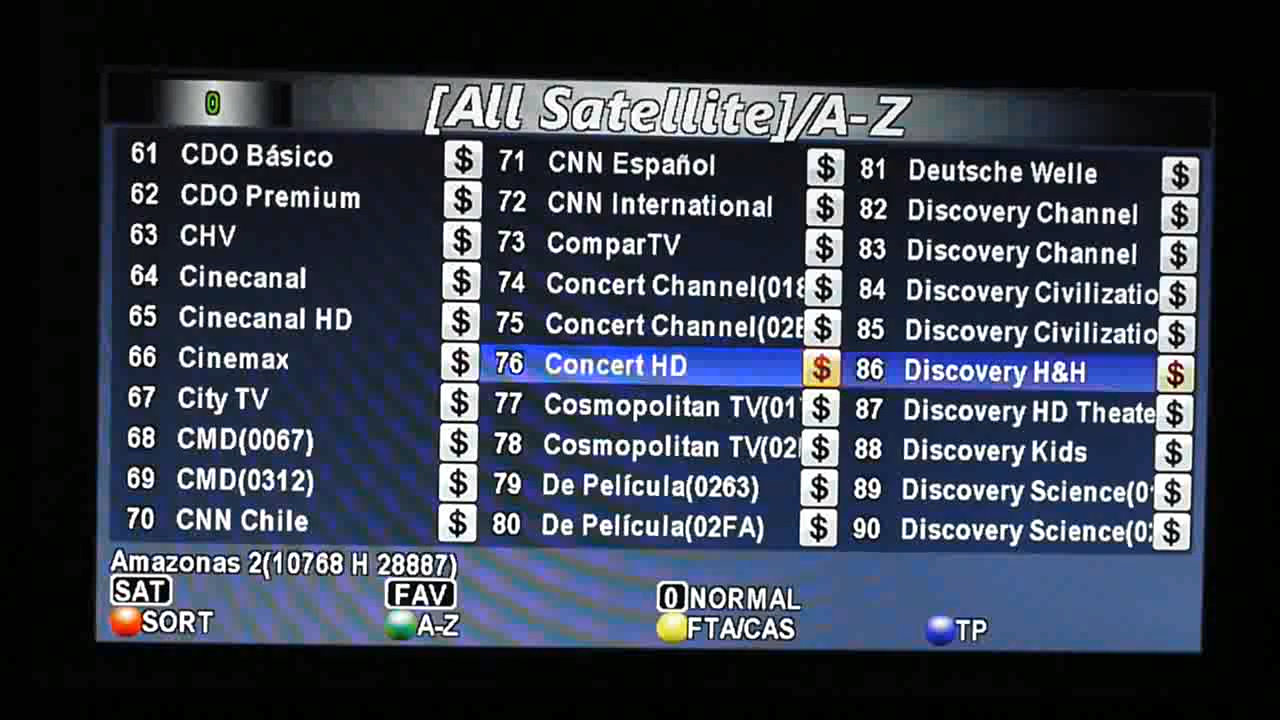 0
[All Satellite]/A-Z
61 CDO Básico $
62 CDO Premium $
63 CHV $
64 Cinecanal $
65 Cinecanal HD $
66 Cinemax $
67 City TV $
68 CMD(0067) $
69 CMD(0312) $
70 CNN Chile $
71 CNN Español $
72 CNN International $
73 ComparTV $
74 Concert Channel(018 $
75 Concert Channel(02E $
76 Concert HD $
77 Cosmopolitan TV(01 $
78 Cosmopolitan TV(02 $
79 De Película(0263) $
80 De Película(02FA) $
81 Deutsche Welle $
82 Discovery Channel $
83 Discovery Channel $
84 Discovery Civilizatio $
85 Discovery Civilizatio $
86 Discovery H&H $
87 Discovery HD Theate $
88 Discovery Kids $
89 Discovery Science(0 $
90 Discovery Science(0 $
Amazonas 2(10768 H 28887)
SAT FAV 0 NORMAL
SORT A-Z FTA/CAS TP